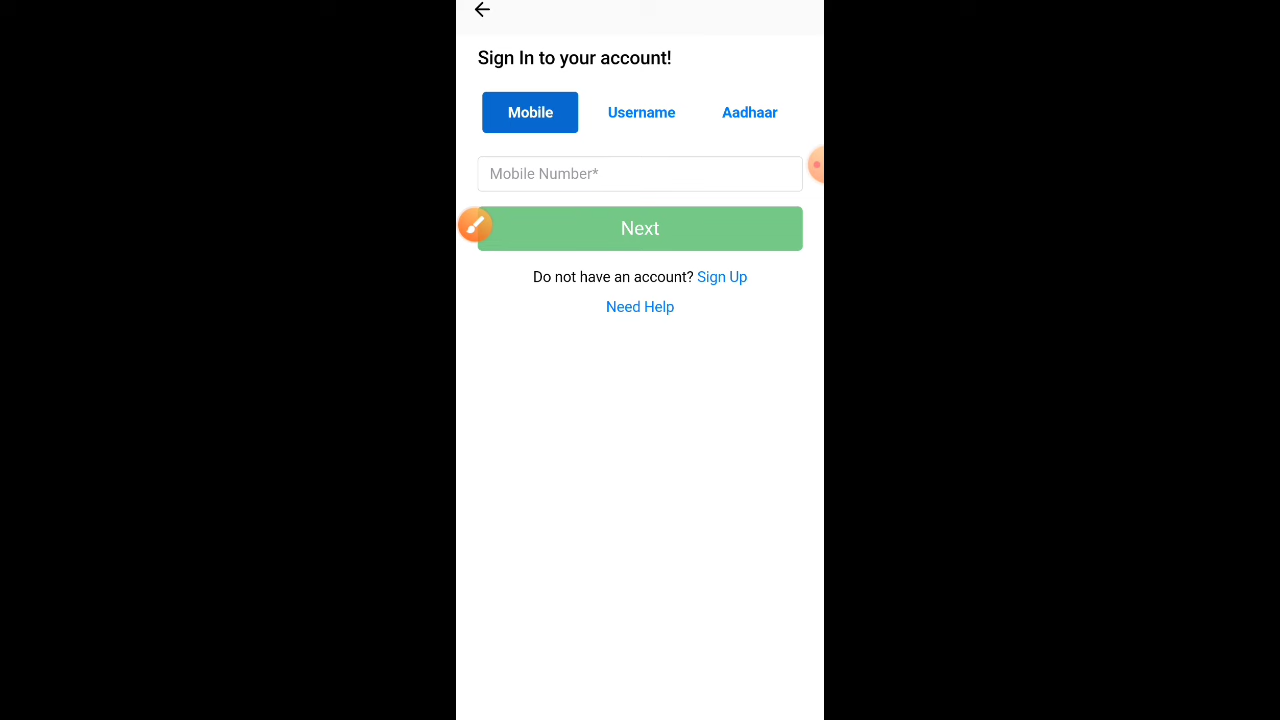 Sign In to your account!
Mobile Username Aadhaar
Mobile Number*
Next
Do not have an account? Sign Up
Need Help